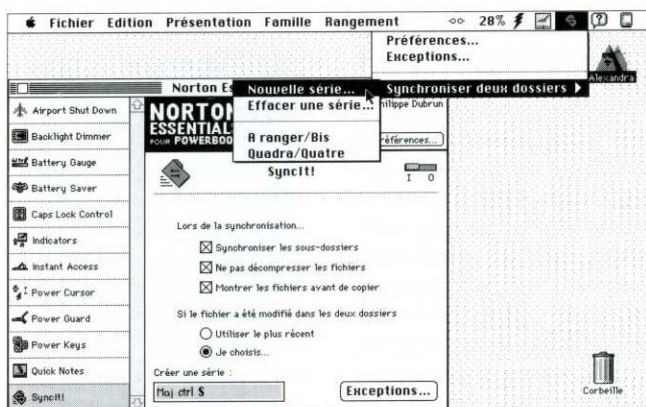 Fichier Edition Présentation Famille Rangement 28%
Préférences...
Exceptions...
Synchroniser deux dossiers
Alexandra
Norton Es
Nouvelle série...
Effacer une série...
A ranger/Bis
Quadra/Quatre
Airport Shut Down
Backlight Dimmer
Battery Gauge
Battery Saver
Caps Lock Control
Indicators
Instant Access
Power Cursor
Power Guard
Power Keys
Quick Notes
SyncIt!
NORTON
ESSENTIAL
POUR POWERBOO
hilippe Dubrun
références...
SyncIt!
I O
Lors de la synchronisation...
Synchroniser les sous-dossiers
Ne pas décompresser les fichiers
Montrer les fichiers avant de copier
Si le fichier a été modifié dans les deux dossiers
Utiliser le plus récent
Je choisis...
Créer une série :
Maj ctrl S
Exceptions...
Corbeille